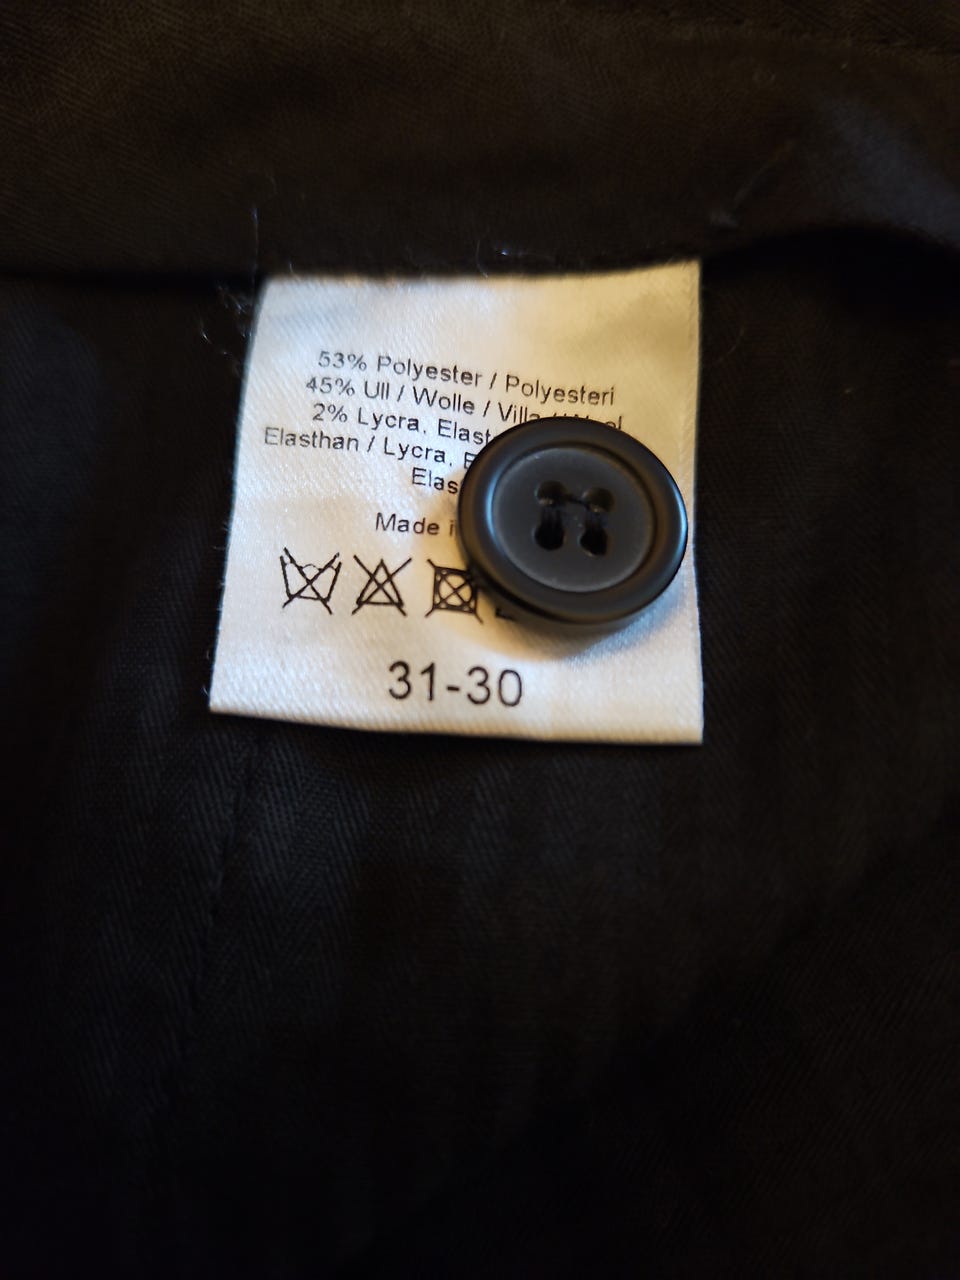 53% Polyester / Polyesteri
45% Ull / Wolle / Villa
2% Lycra,
Elasthan / Lycra,
Made
31-30